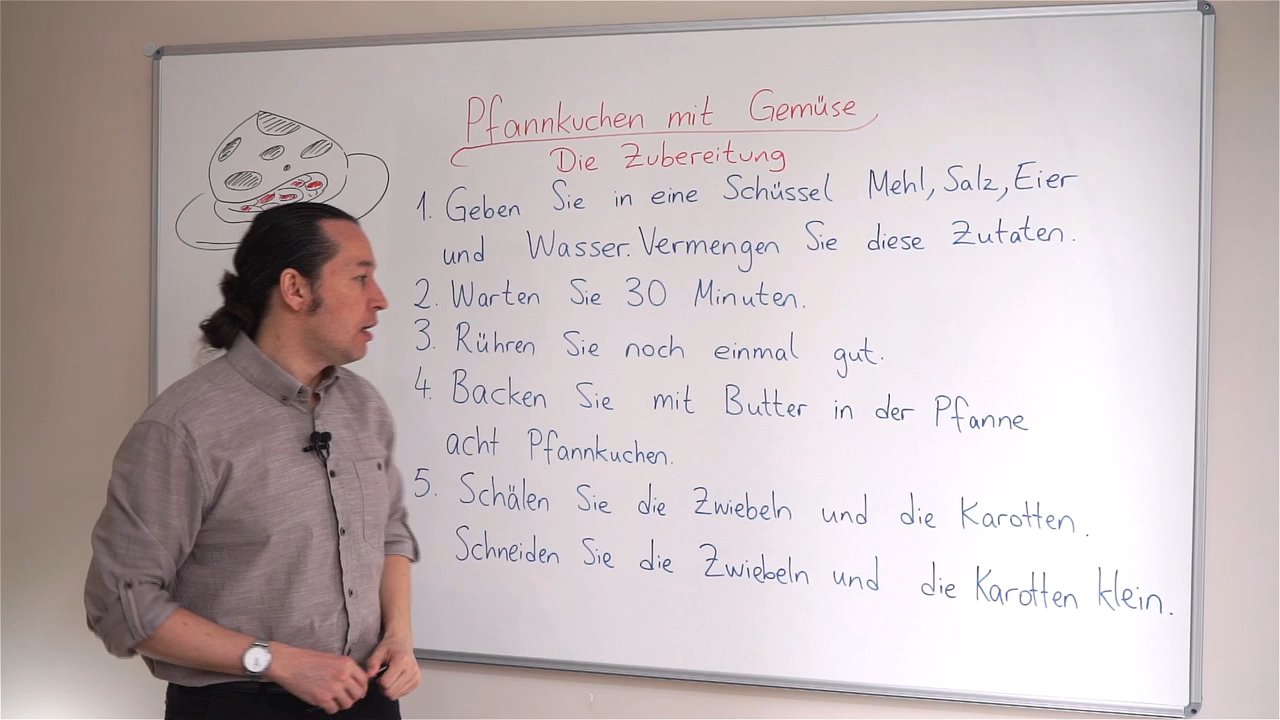 Pfannkuchen mit Gemüse
Die Zubereitung
1. Geben Sie in eine Schüssel Mehl, Salz, Eier
und Wasser. Vermengen Sie diese Zutaten.
2. Warten Sie 30 Minuten.
3. Rühren Sie noch einmal gut.
4. Backen Sie mit Butter in der Pfanne
acht Pfannkuchen.
5. Schälen Sie die Zwiebeln und die Karotten.
Schneiden Sie die Zwiebeln und die Karotten klein.